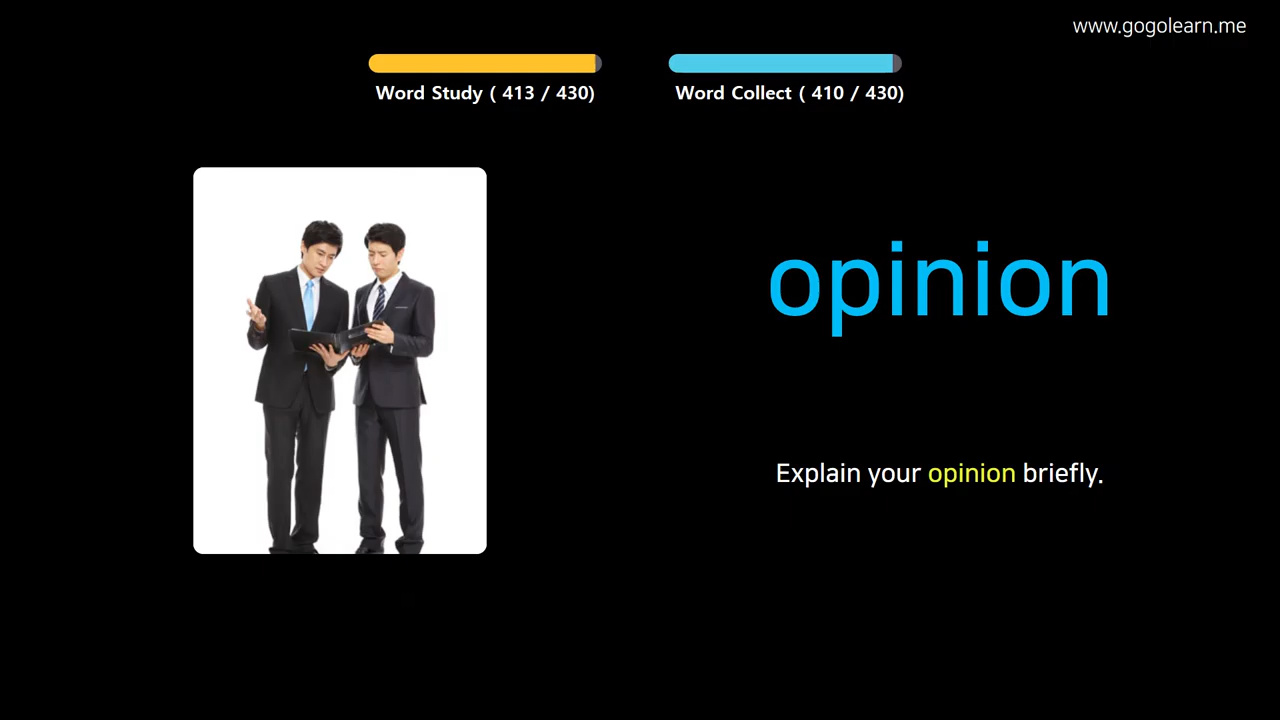 www.gogolearn.me
Word Study ( 413 / 430)
Word Collect ( 410 / 430)
opinion
Explain your opinion briefly.